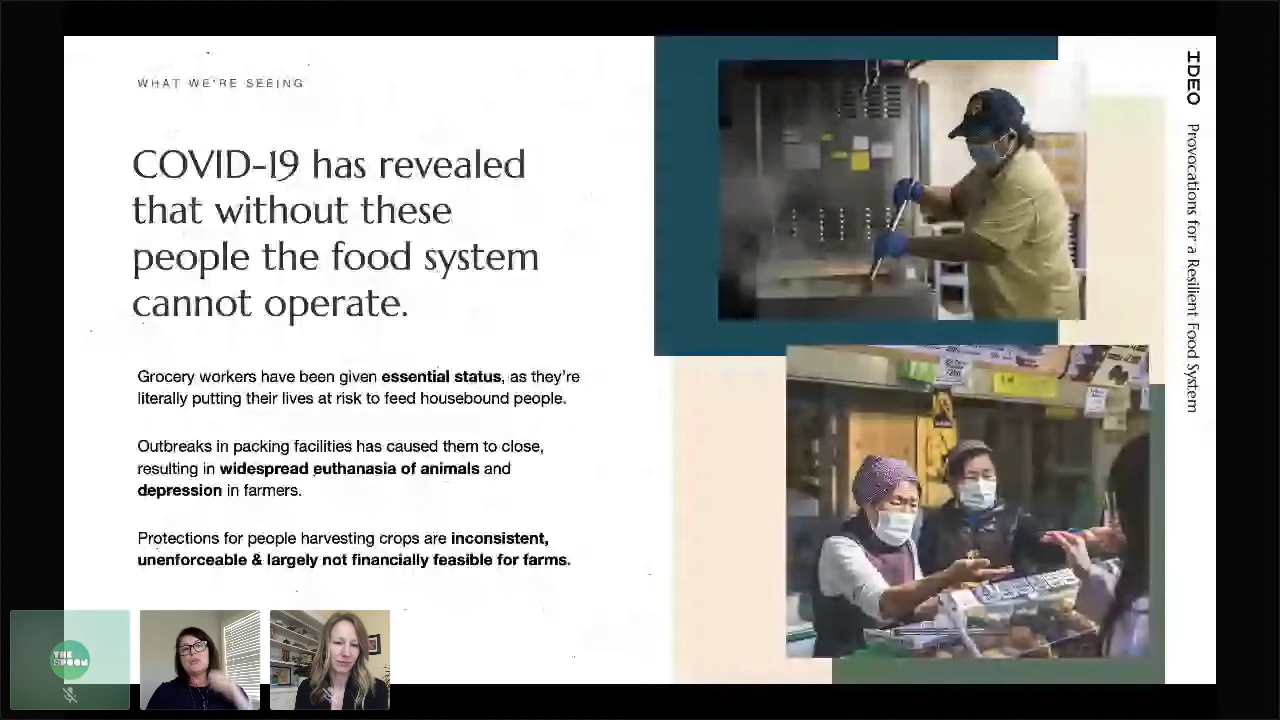 WHAT WE'RE SEEING
COVID-19 has revealed
that without these
people the food system
cannot operate.
Grocery workers have been given essential status, as they're
literally putting their lives at risk to feed housebound people.
Outbreaks in packing facilities has caused them to close,
resulting in widespread euthanasia of animals and
depression in farmers.
Protections for people harvesting crops are inconsistent,
unenforceable & largely not financially feasible for farms.
IDEO Provocations for a Resilient Food System
THE
SPOON